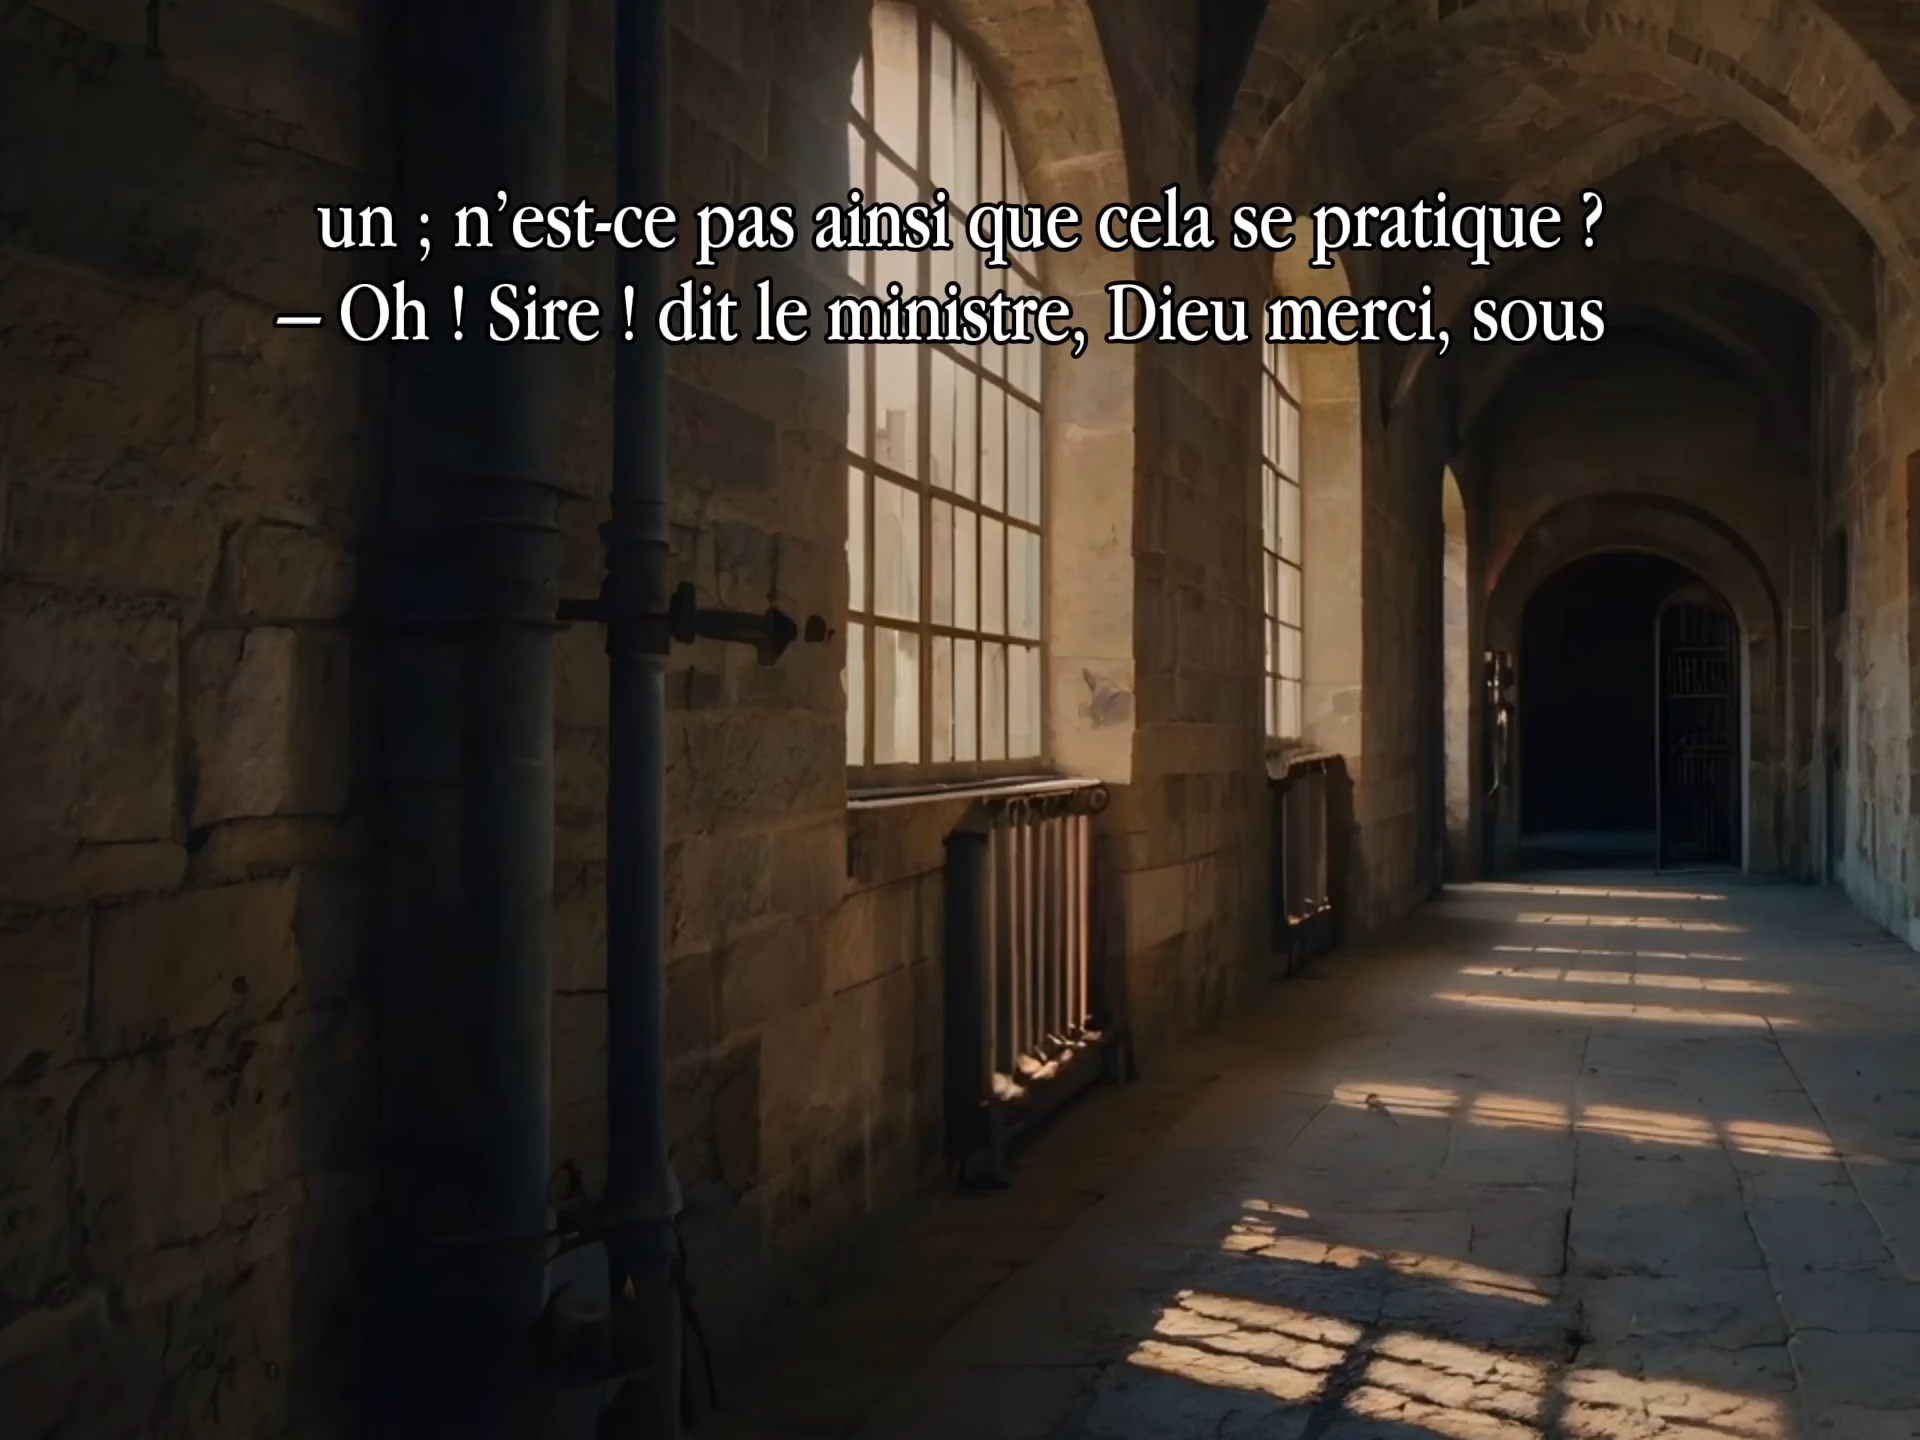 un ; n’est-ce pas ainsi que cela se pratique ?
— Oh ! Sire ! dit le ministre, Dieu merci, sous